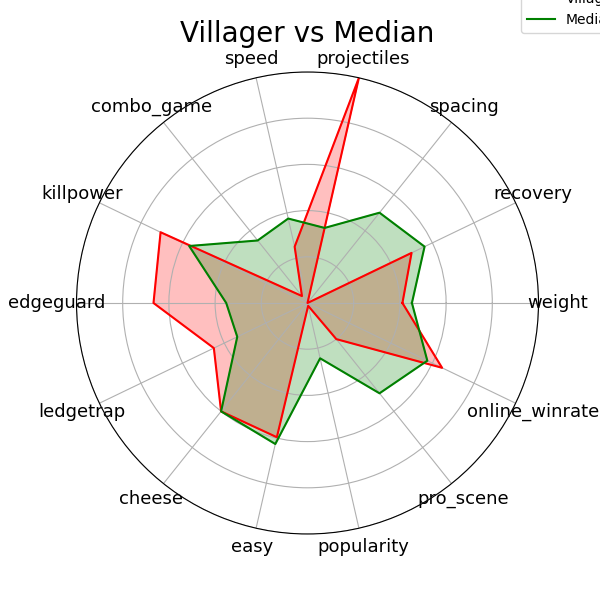 Villager vs Median
speed
projectiles
combo_game
spacing
killpower
recovery
edgeguard
weight
ledgetrap
online_winrate
cheese
pro_scene
easy
popularity